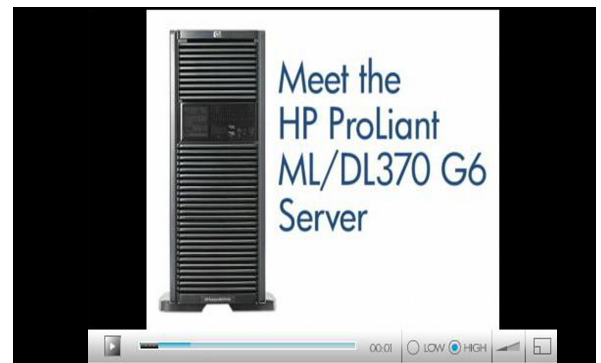 Meet the
HP ProLiant
ML/DL370 G6
Server
00:01 LOW HIGH